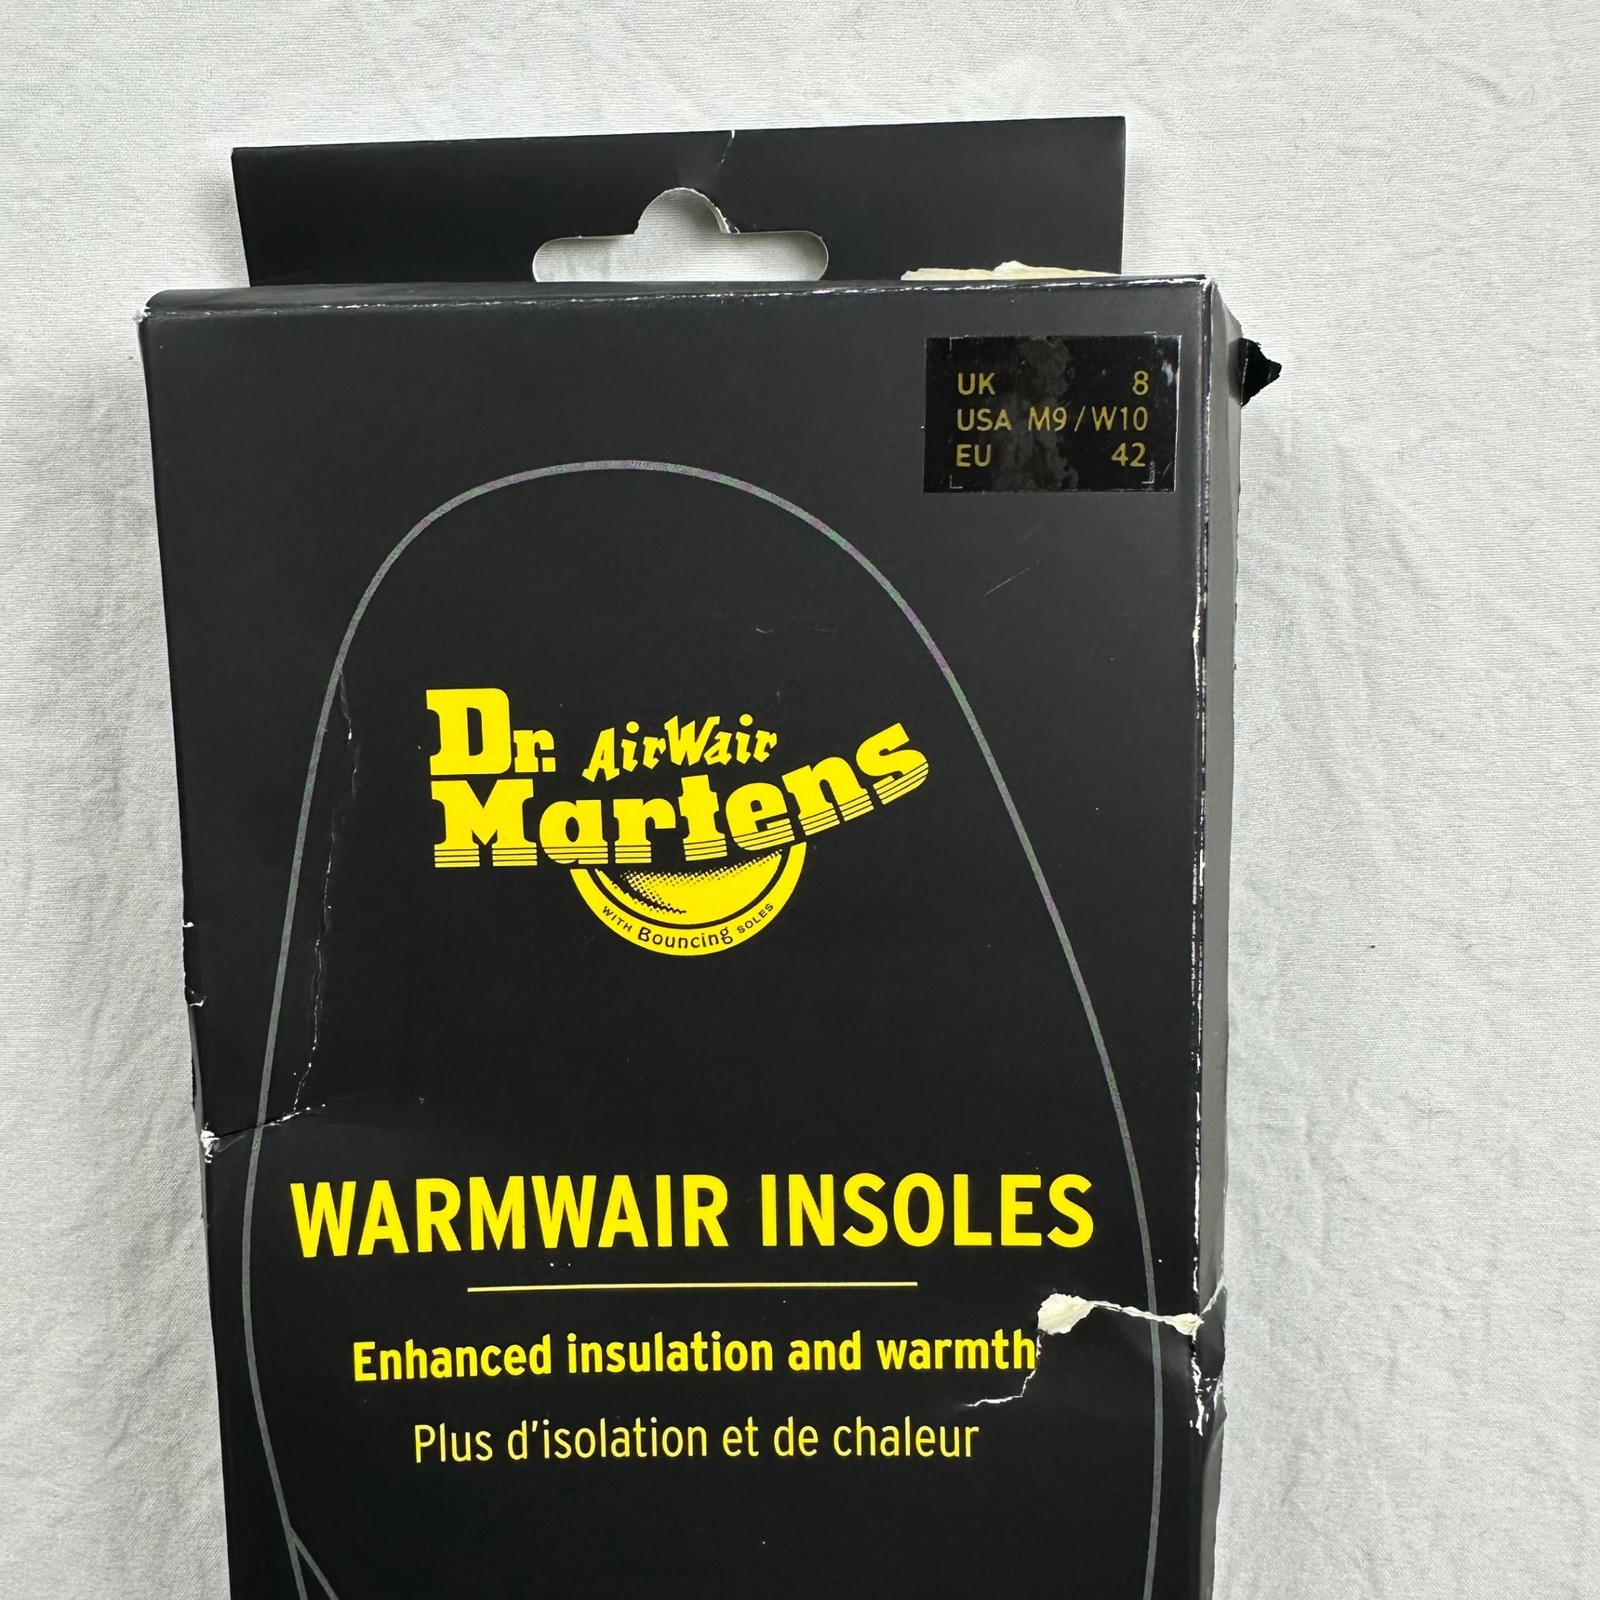 UK 8
USA M9 / W10
EU 42
Dr. AirWair
Martens
WITH Bouncing SOLES
WARMWAIR INSOLES
Enhanced insulation and warmth
Plus d'isolation et de chaleur